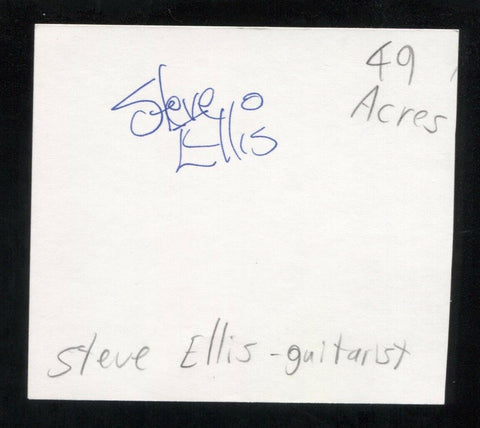 49
Acres
Steve
Ellis
Steve Ellis - guitarist